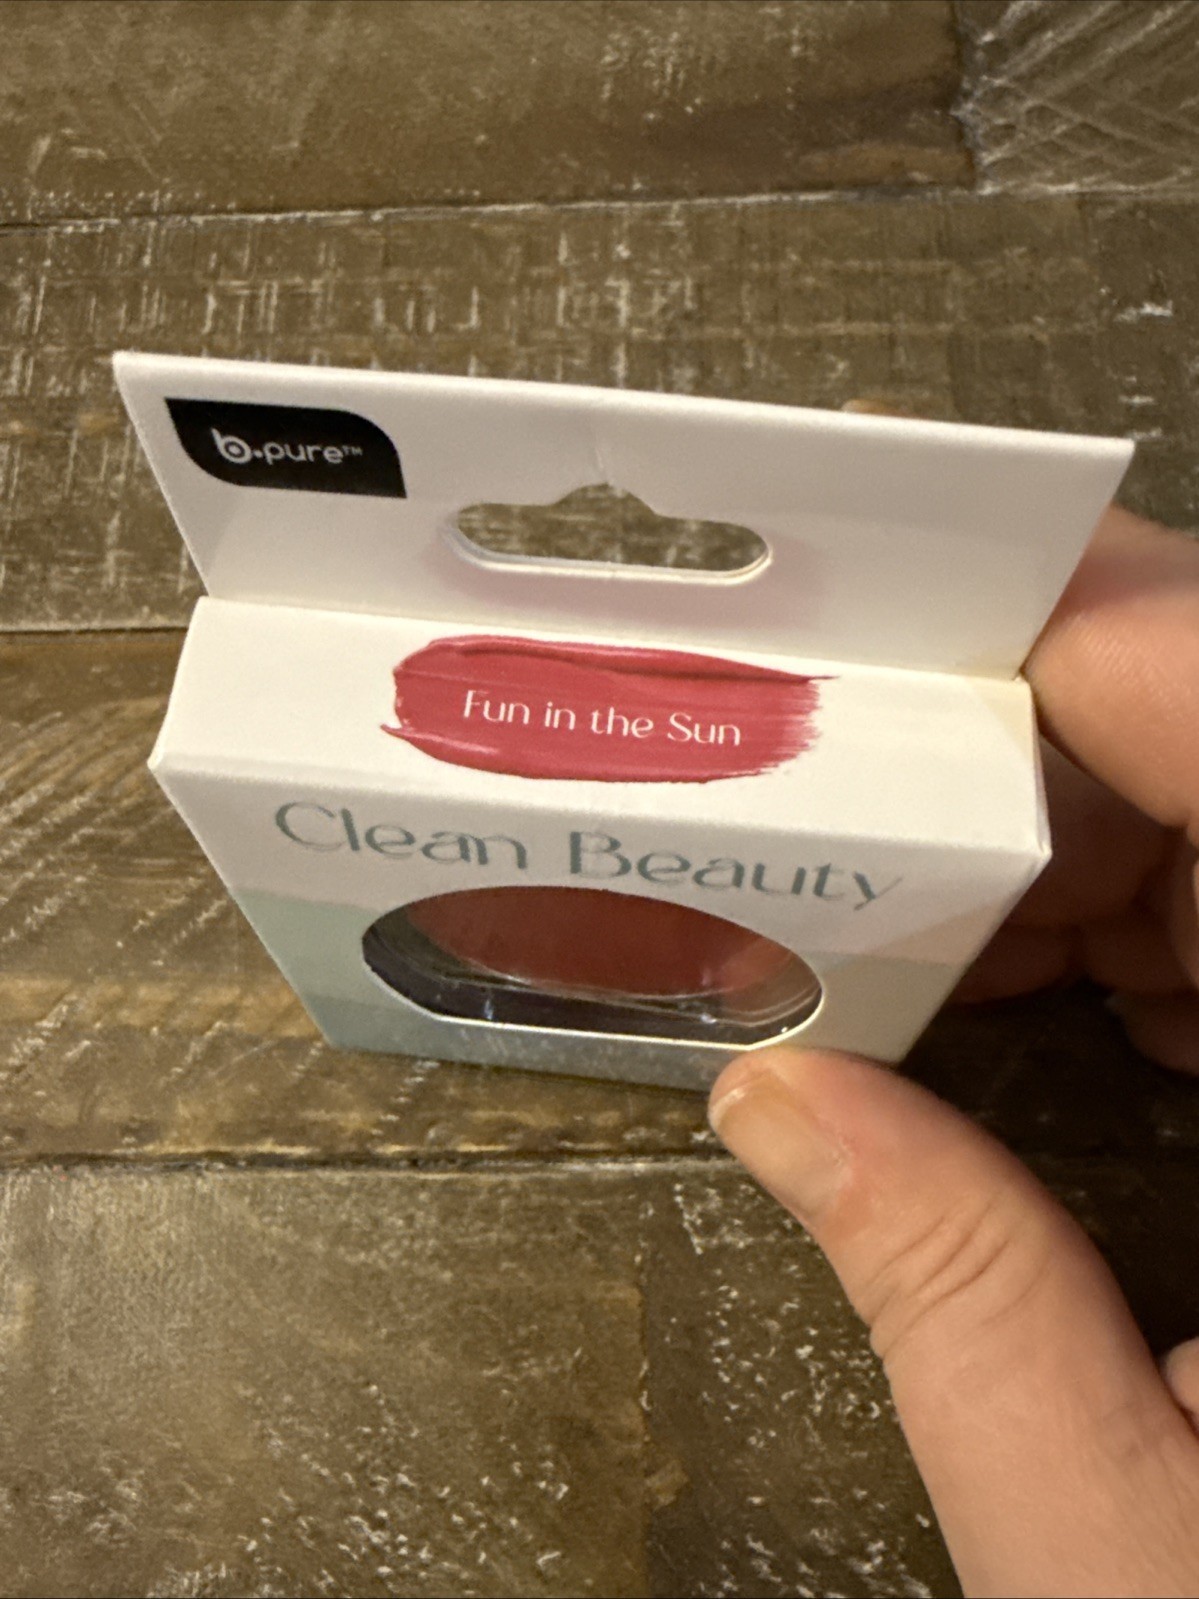 b.pure™
Fun in the Sun
Clean Beauty